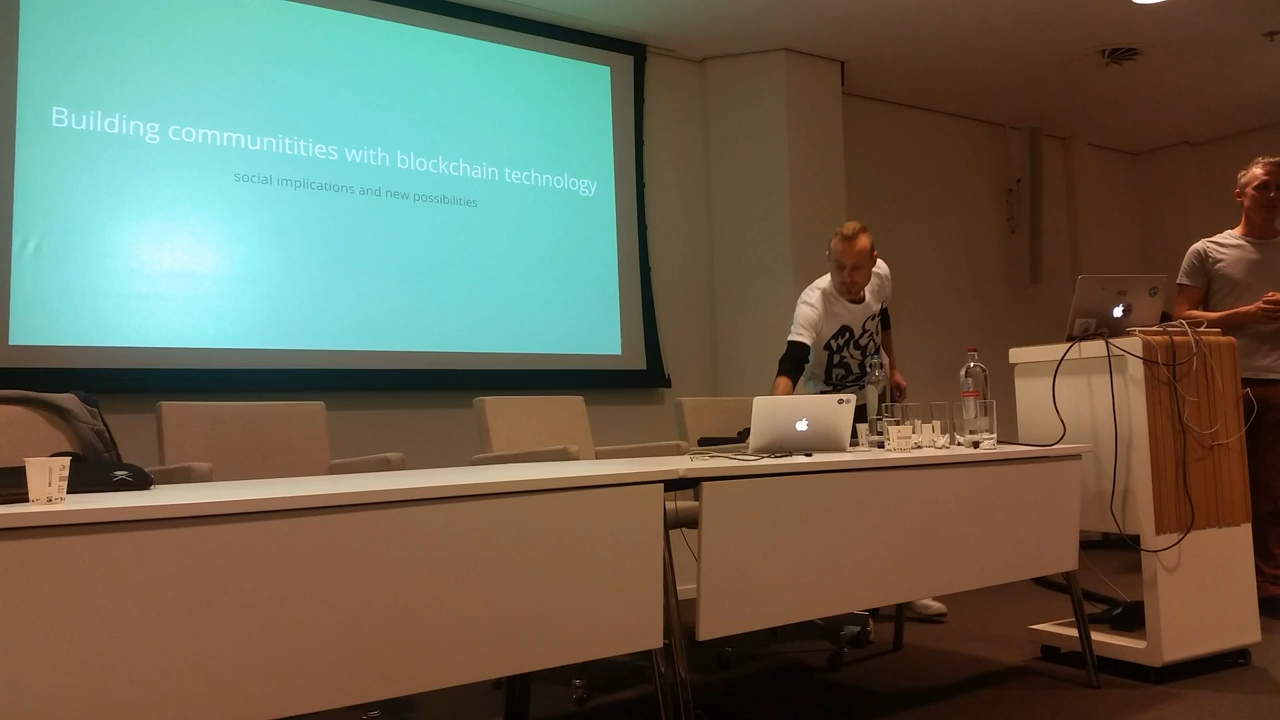 Building communitities with blockchain technology
social implications and new possibilities